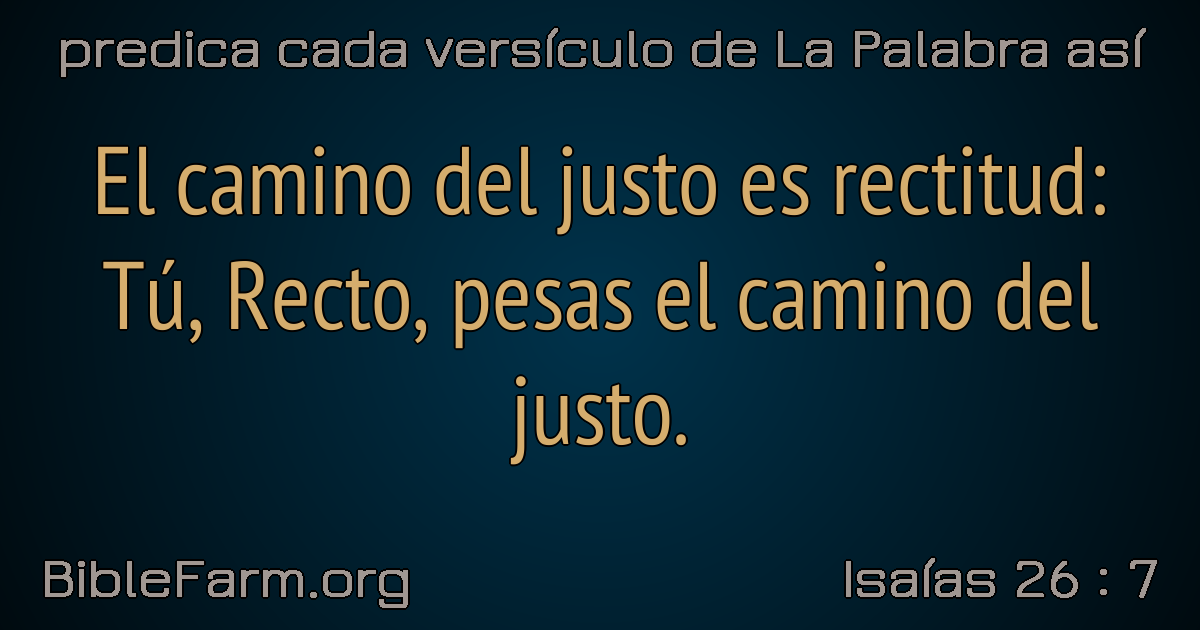 predica cada versículo de La Palabra así
El camino del justo es rectitud:
Tú, Recto, pesas el camino del
justo.
BibleFarm.org
Isaías 26 : 7